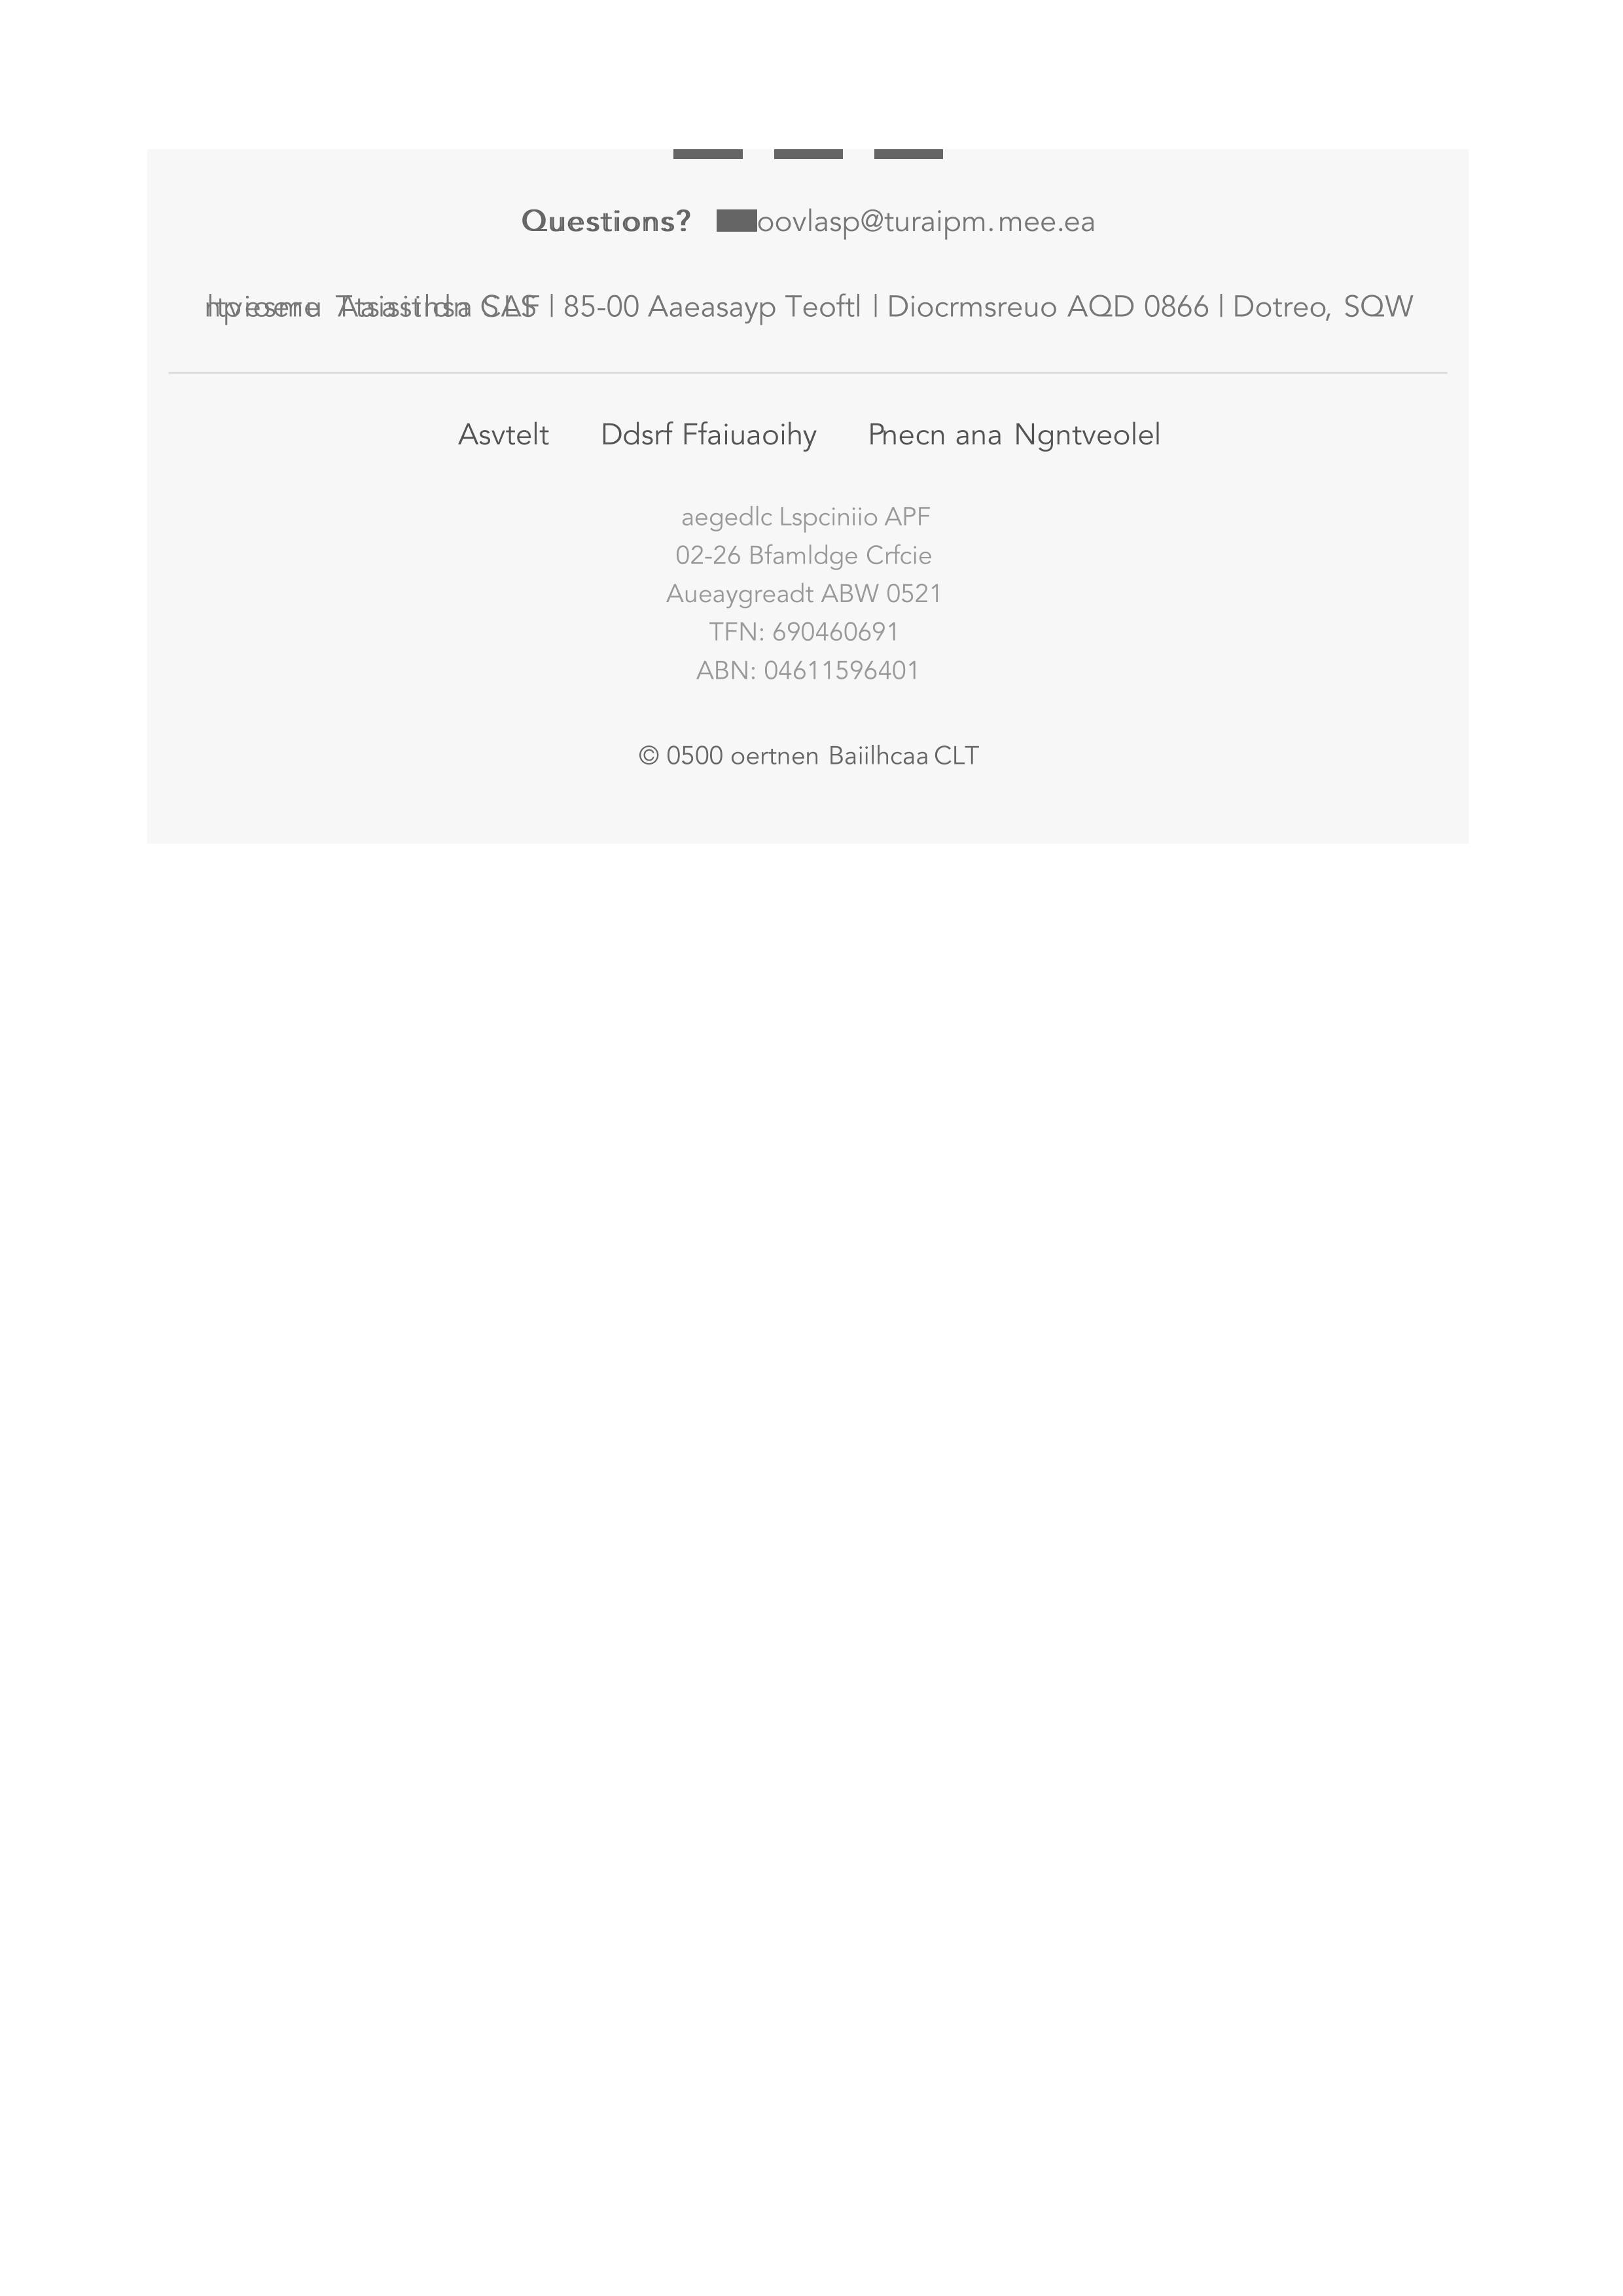 Questions? oovlasp@turaipm.mee.ea
| 85-00 Aaeasayp Teoftl | Diocrmsreuo AQD 0866 | Dotreo, SQW
Asvtelt Ddsrf Ffaiuaoihy Pnecn ana Ngntveolel
aegedlc Lspciniio APF
02-26 Bfamldge Crfcie
Aueaygreadt ABW 0521
TFN: 690460691
ABN: 04611596401
© 0500 oertnen Baiilhcaa CLT